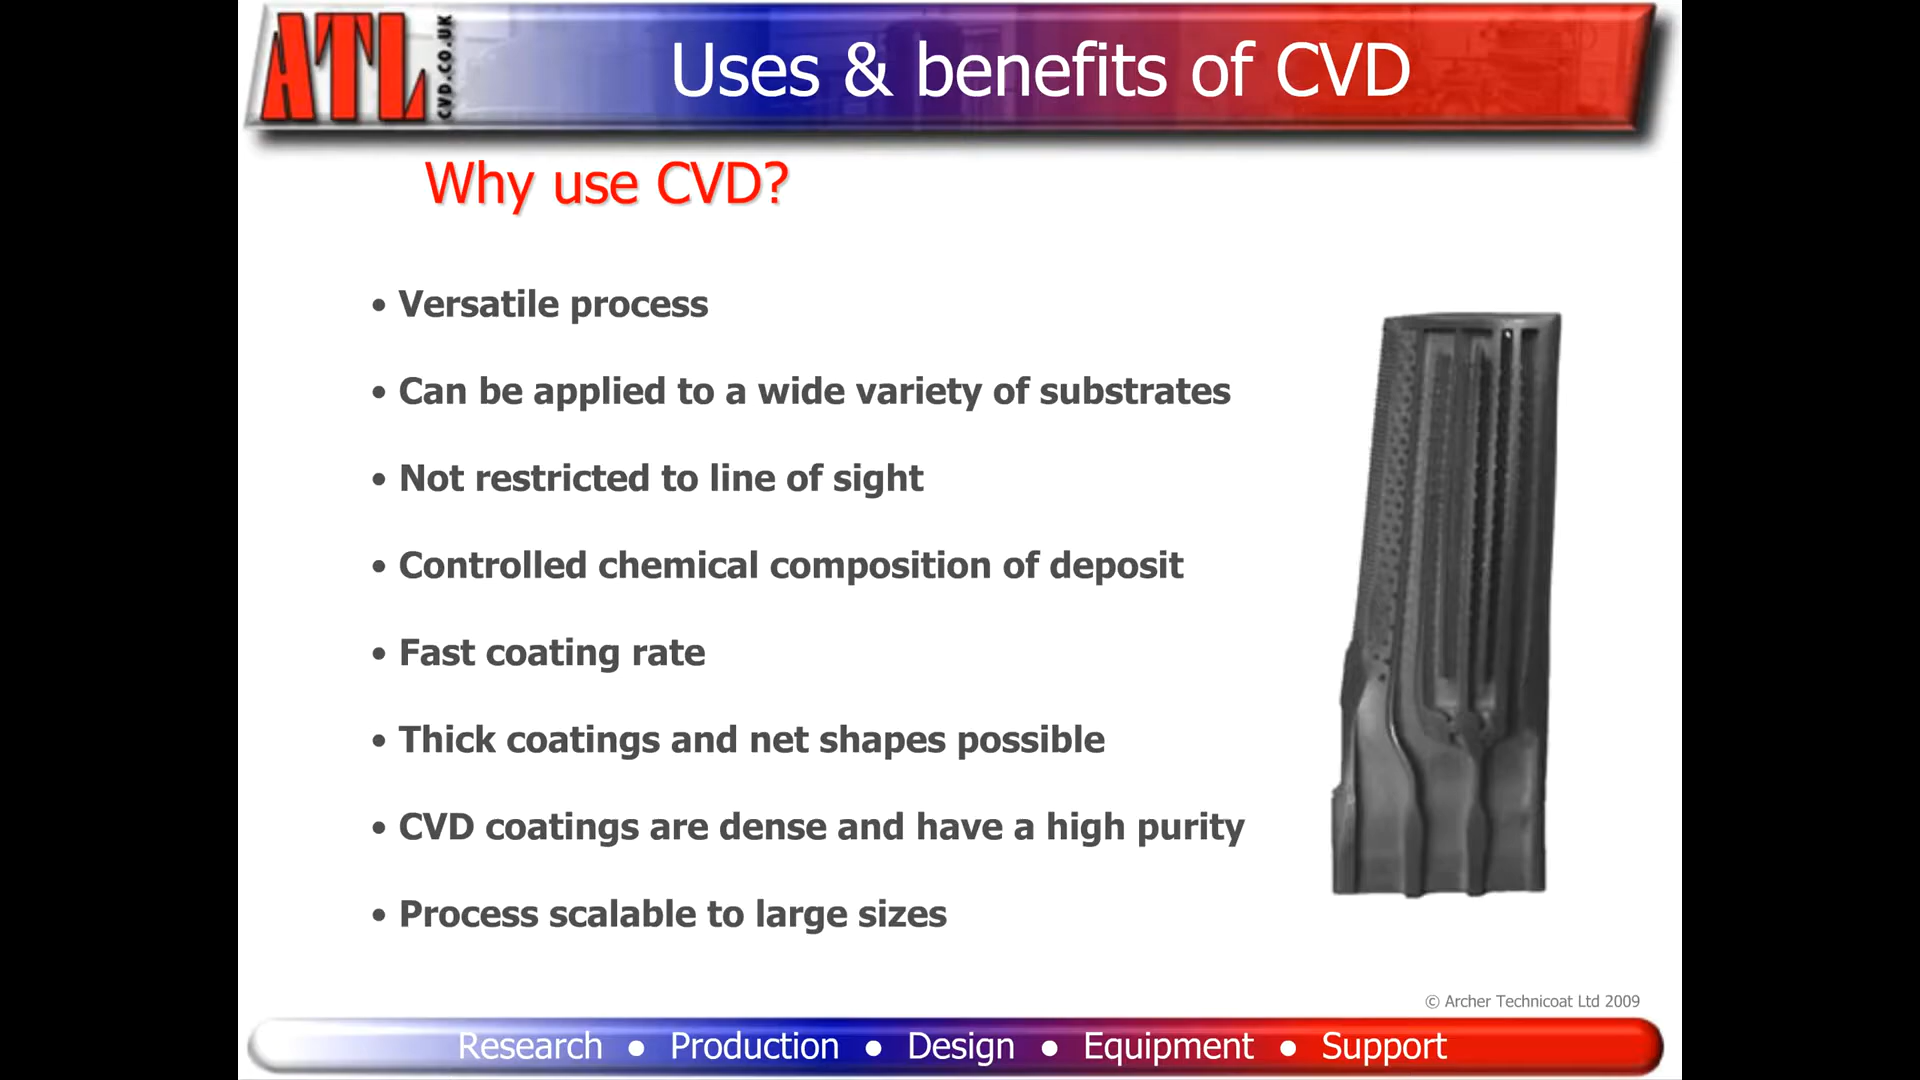 ATL
CVD.CO.UK
Uses & benefits of CVD
Why use CVD?
• Versatile process
• Can be applied to a wide variety of substrates
• Not restricted to line of sight
• Controlled chemical composition of deposit
• Fast coating rate
• Thick coatings and net shapes possible
• CVD coatings are dense and have a high purity
• Process scalable to large sizes
© Archer Technicoat Ltd 2009
Research ● Production ● Design ● Equipment ● Support